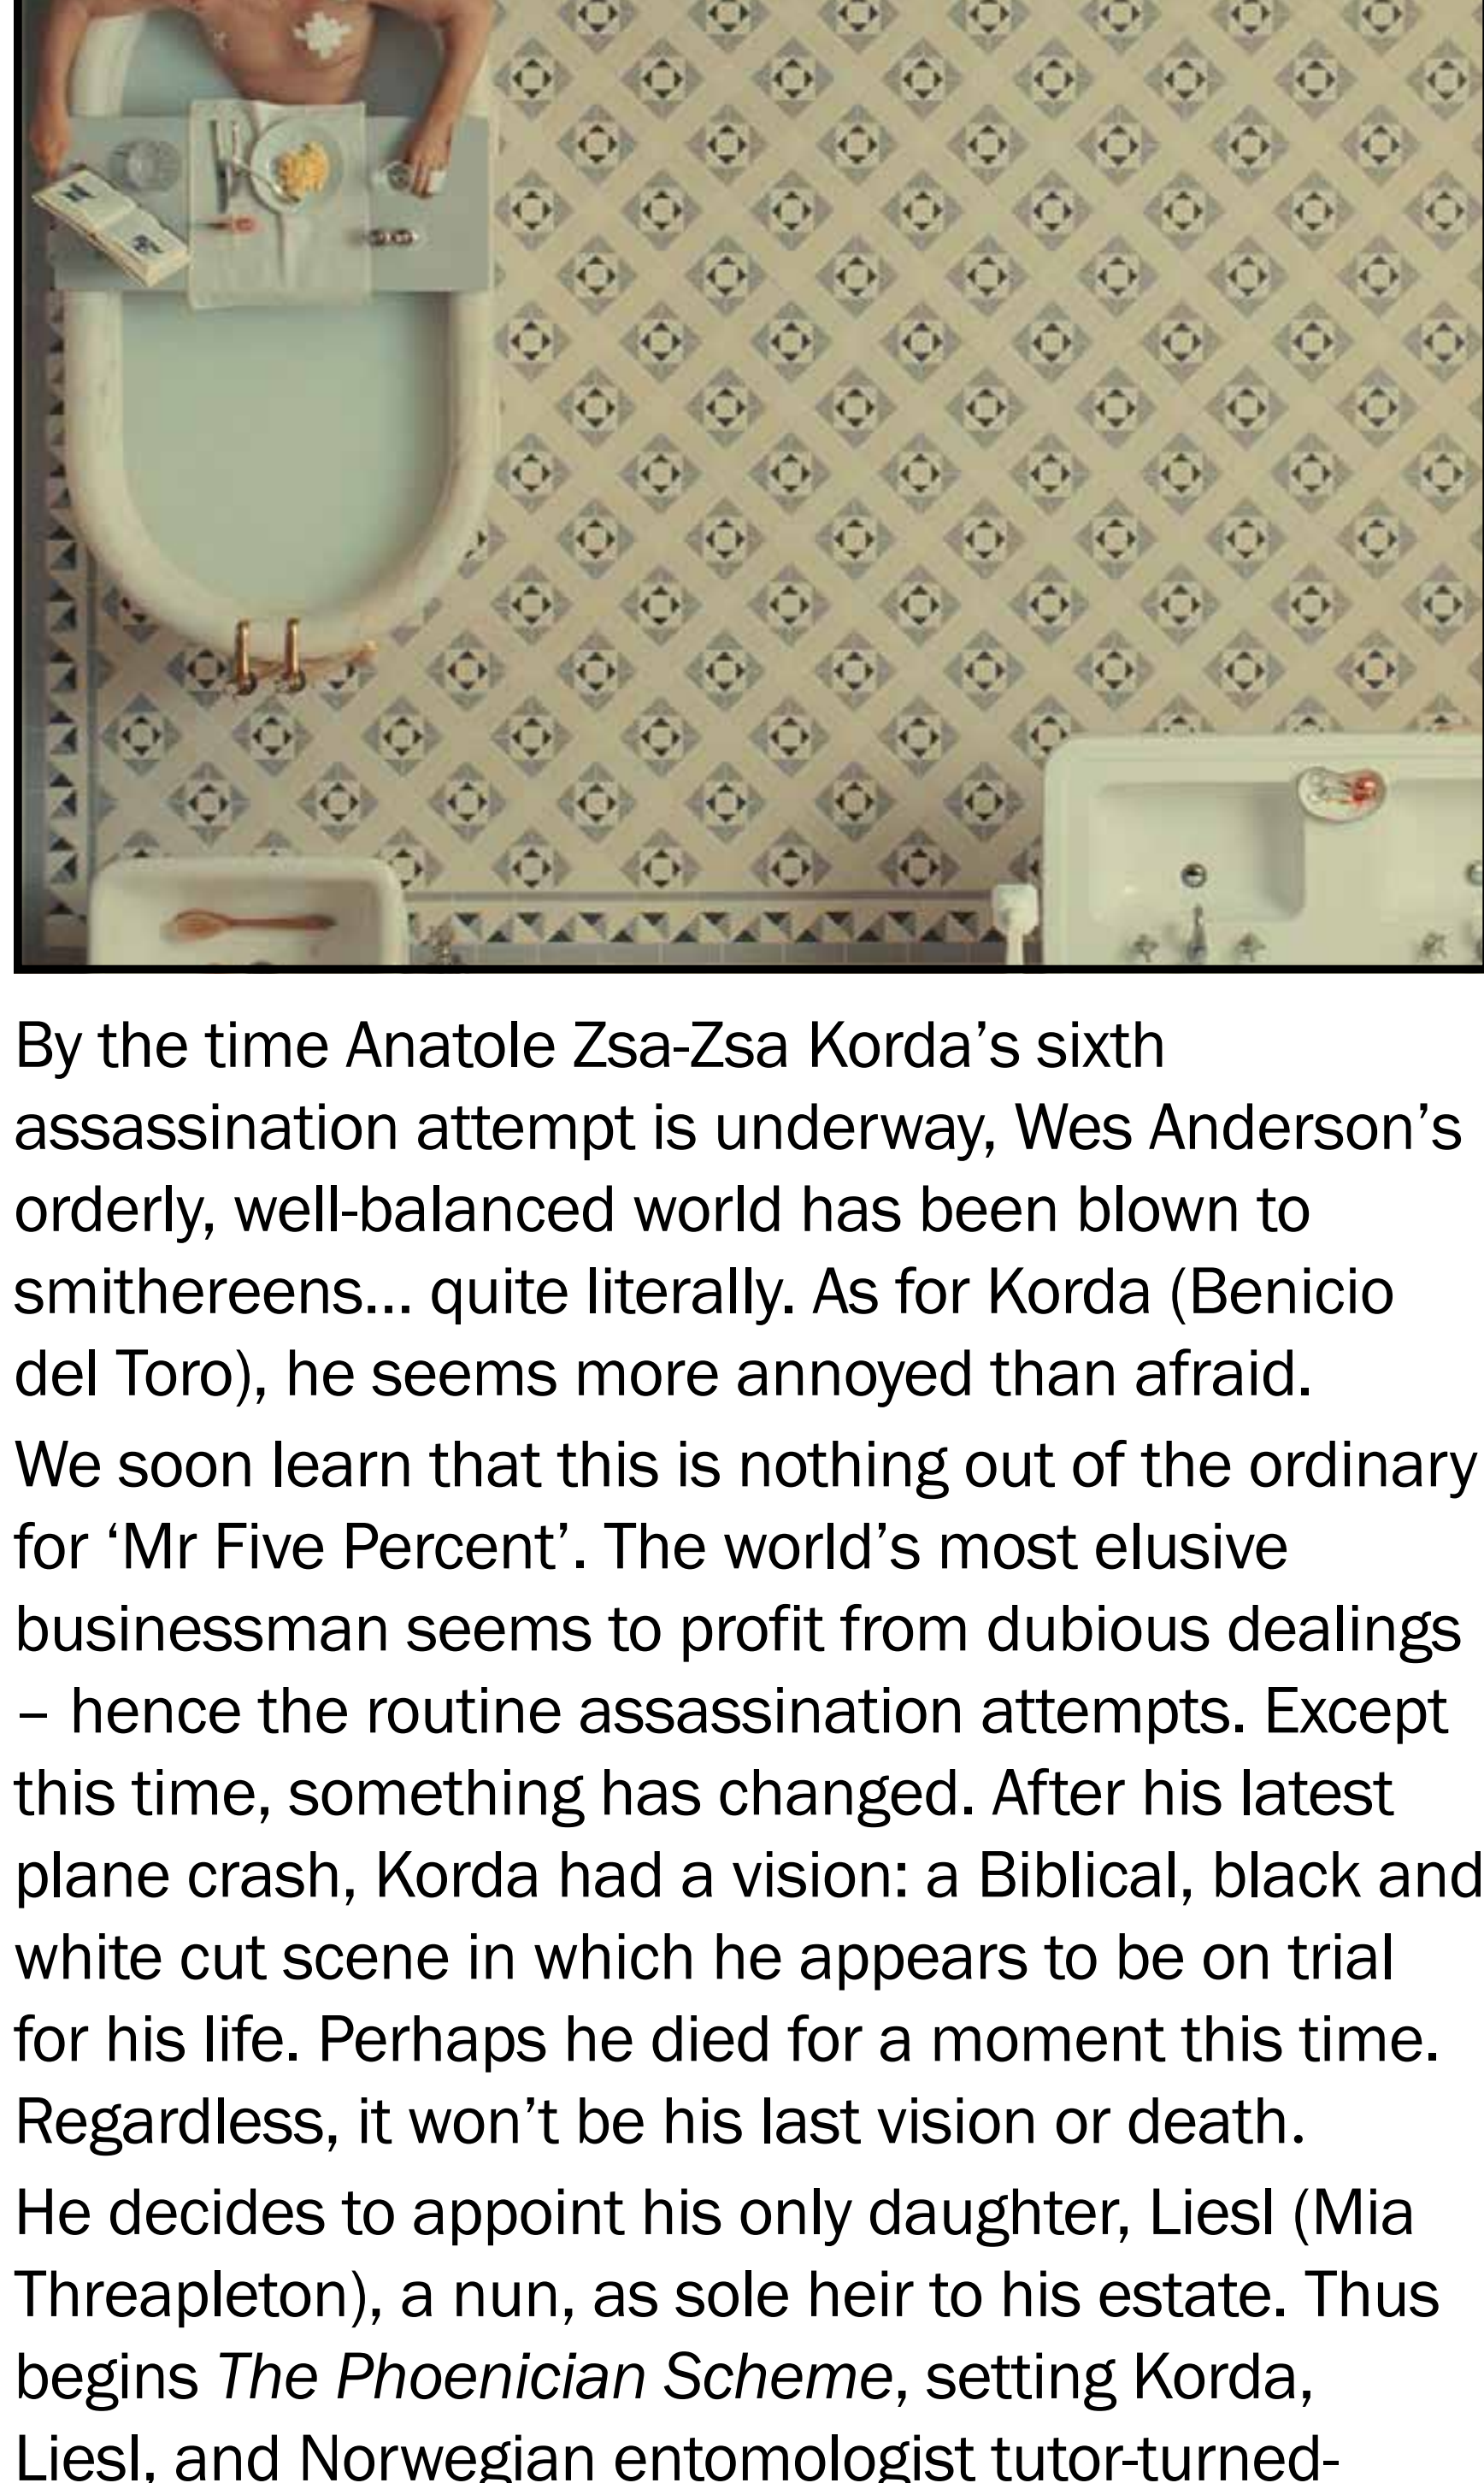 By the time Anatole Zsa-Zsa Korda’s sixth
assassination attempt is underway, Wes Anderson’s
orderly, well-balanced world has been blown to
smithereens... quite literally. As for Korda (Benicio
del Toro), he seems more annoyed than afraid.
We soon learn that this is nothing out of the ordinary
for ‘Mr Five Percent’. The world’s most elusive
businessman seems to profit from dubious dealings
– hence the routine assassination attempts. Except
this time, something has changed. After his latest
plane crash, Korda had a vision: a Biblical, black and
white cut scene in which he appears to be on trial
for his life. Perhaps he died for a moment this time.
Regardless, it won’t be his last vision or death.
He decides to appoint his only daughter, Liesl (Mia
Threapleton), a nun, as sole heir to his estate. Thus
begins The Phoenician Scheme, setting Korda,
Liesl, and Norwegian entomologist tutor-turned-